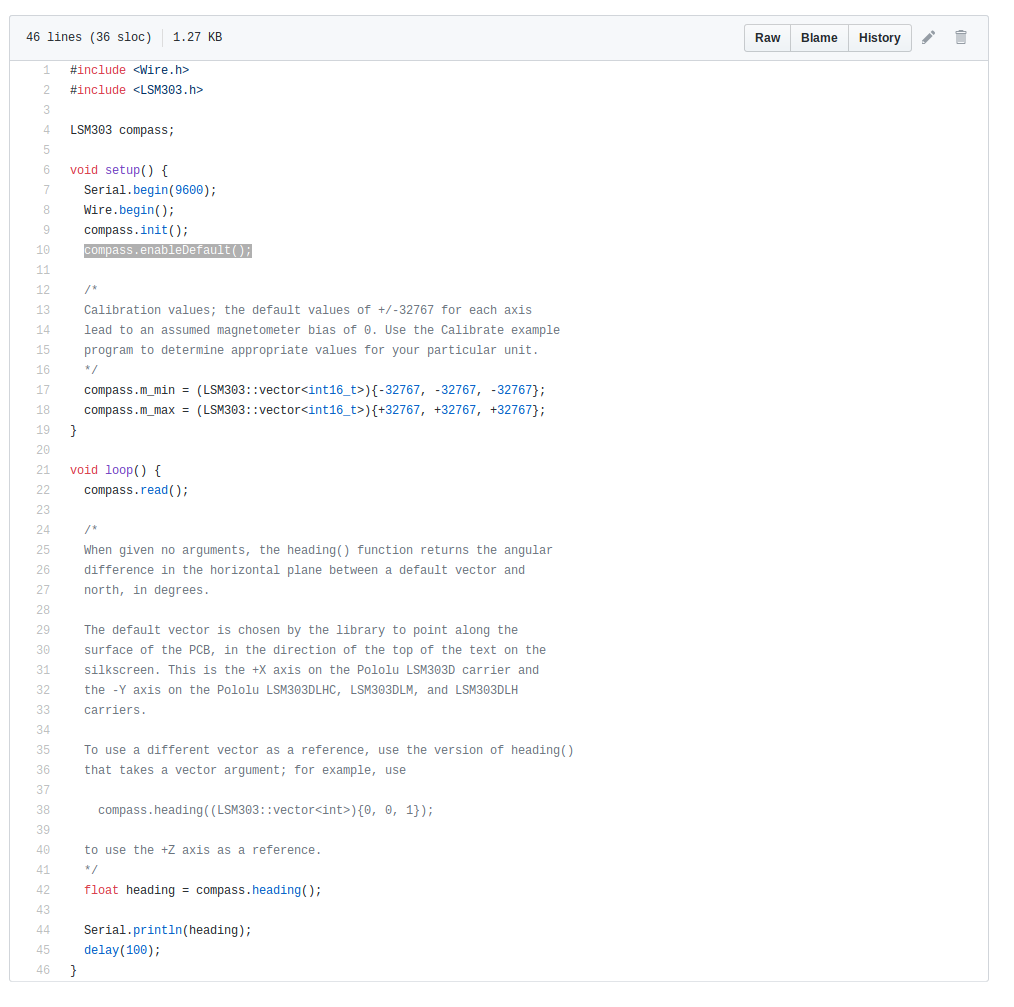 46 lines (36 sloc) 1.27 KB Raw Blame History
1 #include <Wire.h>
2 #include <LSM303.h>
3
4 LSM303 compass;
5
6 void setup() {
7   Serial.begin(9600);
8   Wire.begin();
9   compass.init();
10   compass.enableDefault();
11
12   /*
13   Calibration values; the default values of +/-32767 for each axis
14   lead to an assumed magnetometer bias of 0. Use the Calibrate example
15   program to determine appropriate values for your particular unit.
16   */
17   compass.m_min = (LSM303::vector<int16_t>){-32767, -32767, -32767};
18   compass.m_max = (LSM303::vector<int16_t>){+32767, +32767, +32767};
19 }
20
21 void loop() {
22   compass.read();
23
24   /*
25   When given no arguments, the heading() function returns the angular
26   difference in the horizontal plane between a default vector and
27   north, in degrees.
28
29   The default vector is chosen by the library to point along the
30   surface of the PCB, in the direction of the top of the text on the
31   silkscreen. This is the +X axis on the Pololu LSM303D carrier and
32   the -Y axis on the Pololu LSM303DLHC, LSM303DLM, and LSM303DLH
33   carriers.
34
35   To use a different vector as a reference, use the version of heading()
36   that takes a vector argument; for example, use
37
38     compass.heading((LSM303::vector<int>){0, 0, 1});
39
40   to use the +Z axis as a reference.
41   */
42   float heading = compass.heading();
43
44   Serial.println(heading);
45   delay(100);
46 }